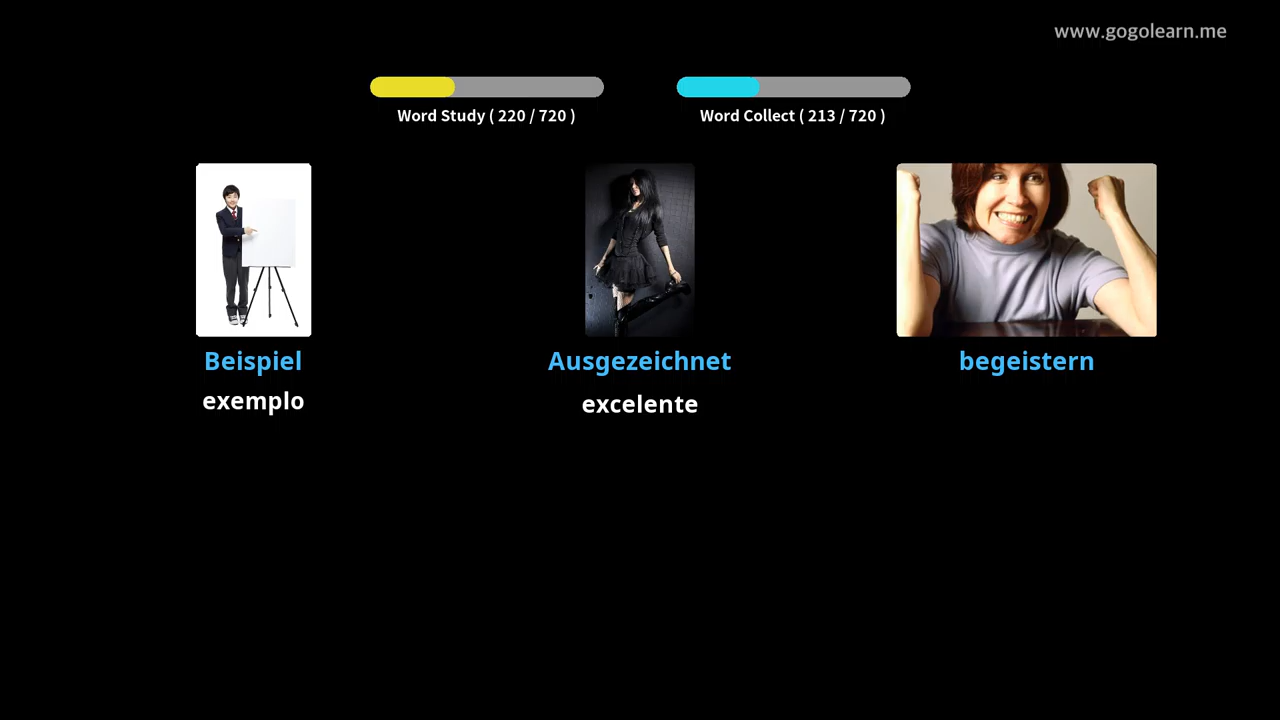 www.gogolearn.me
Word Study ( 220 / 720 )
Word Collect ( 213 / 720 )
Beispiel
Ausgezeichnet
begeistern
exemplo
excelente